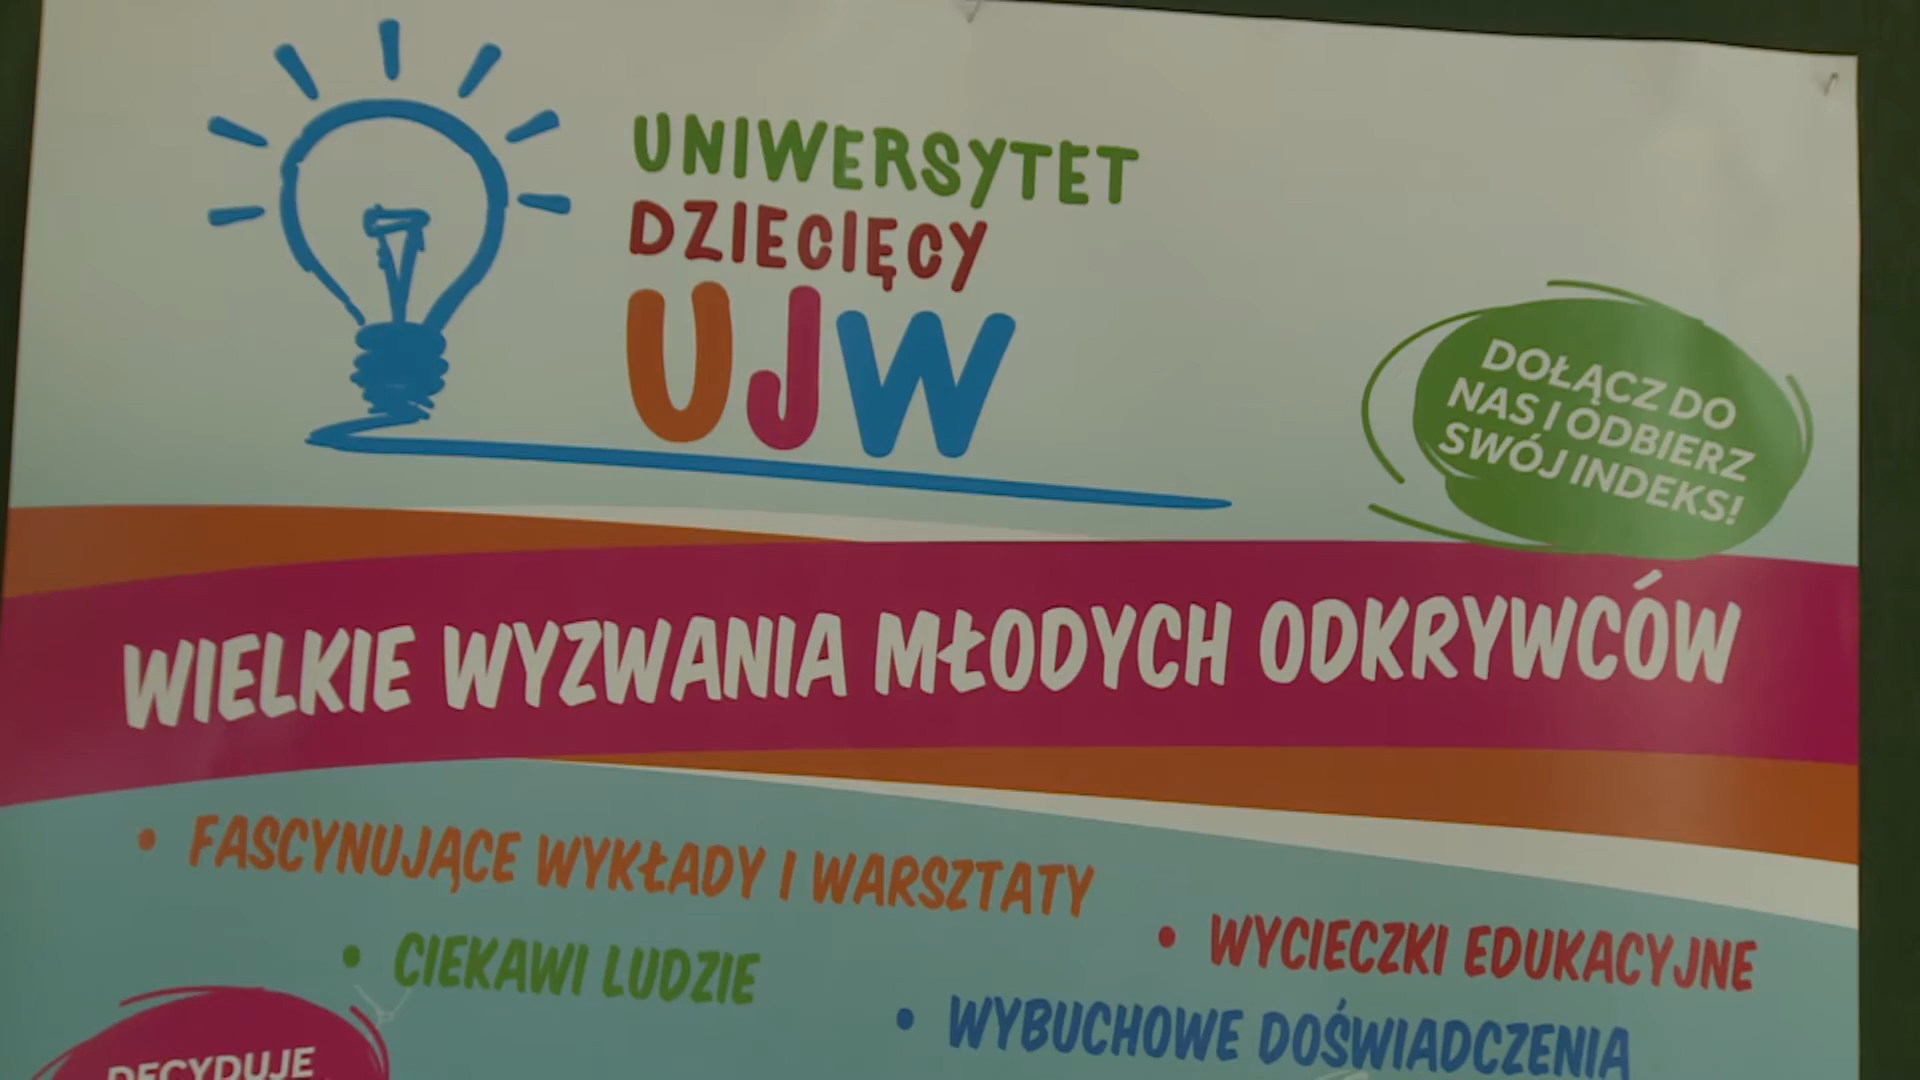 UNIWERSYTET
DZIECIĘCY
UJW
DOŁĄCZ DO
NAS I ODBIERZ
SWÓJ INDEKS!
WIELKIE WYZWANIA MŁODYCH ODKRYWCÓW
• FASCYNUJĄCE WYKŁADY I WARSZTATY
• WYCIECZKI EDUKACYJNE
• CIEKAWI LUDZIE
• WYBUCHOWE DOŚWIADCZENIA
DECYDUJE